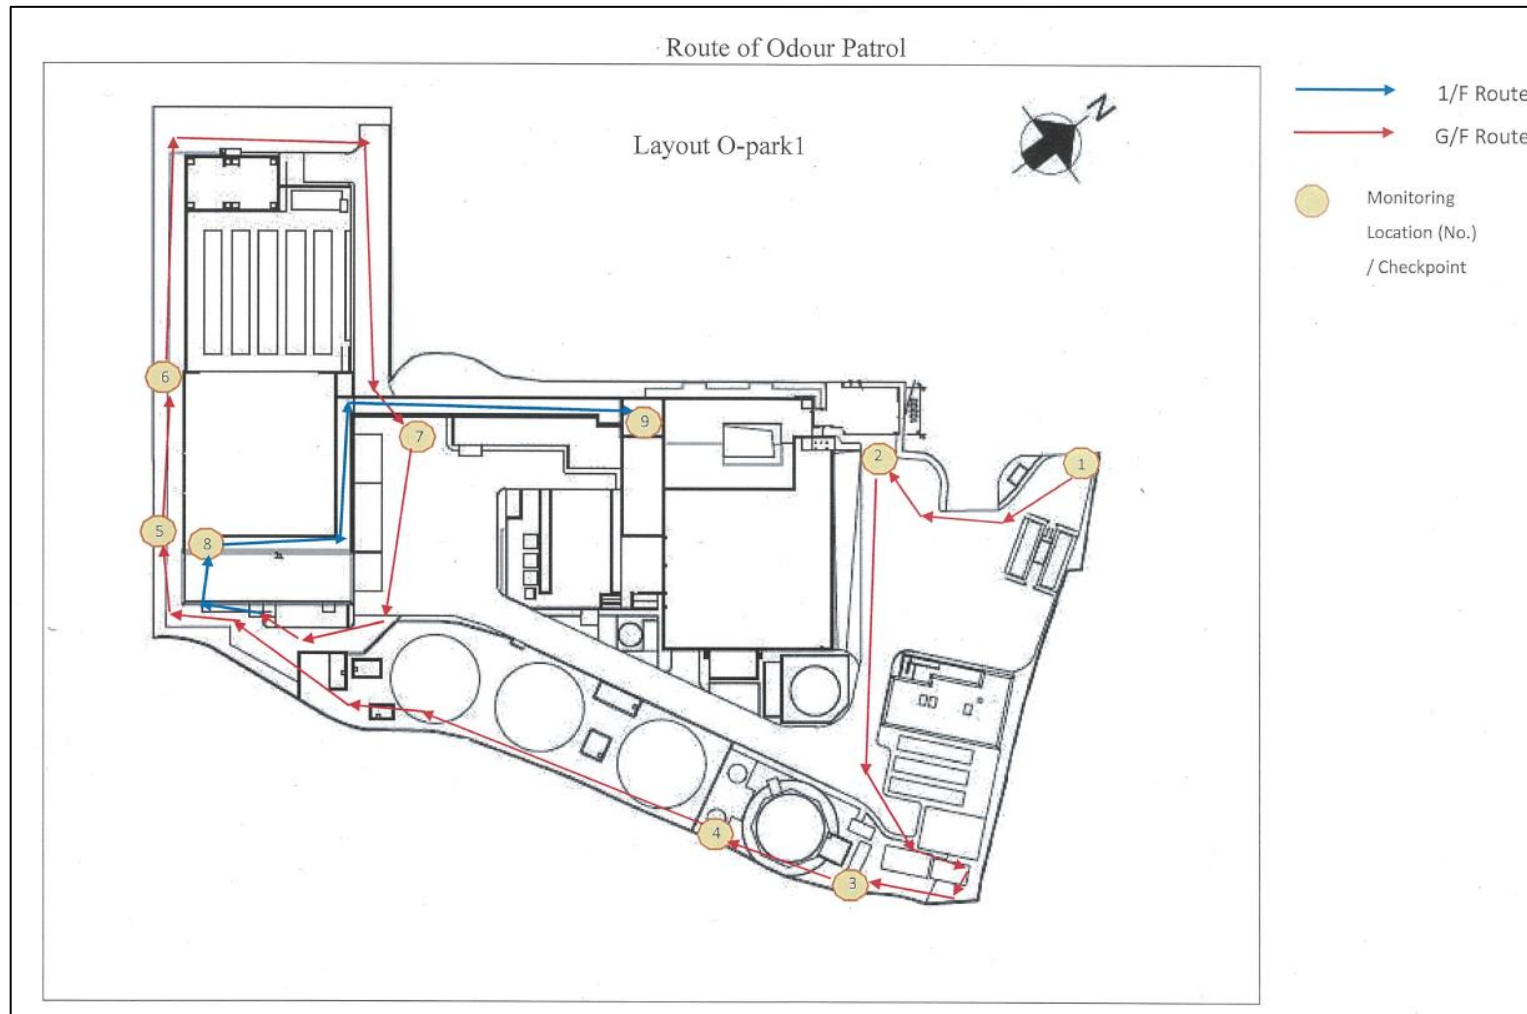 Route of Odour Patrol
Layout O-park1
N
1/F Route
G/F Route
Monitoring
Location (No.)
/ Checkpoint
6
9
7
2
1
5
8
4
3